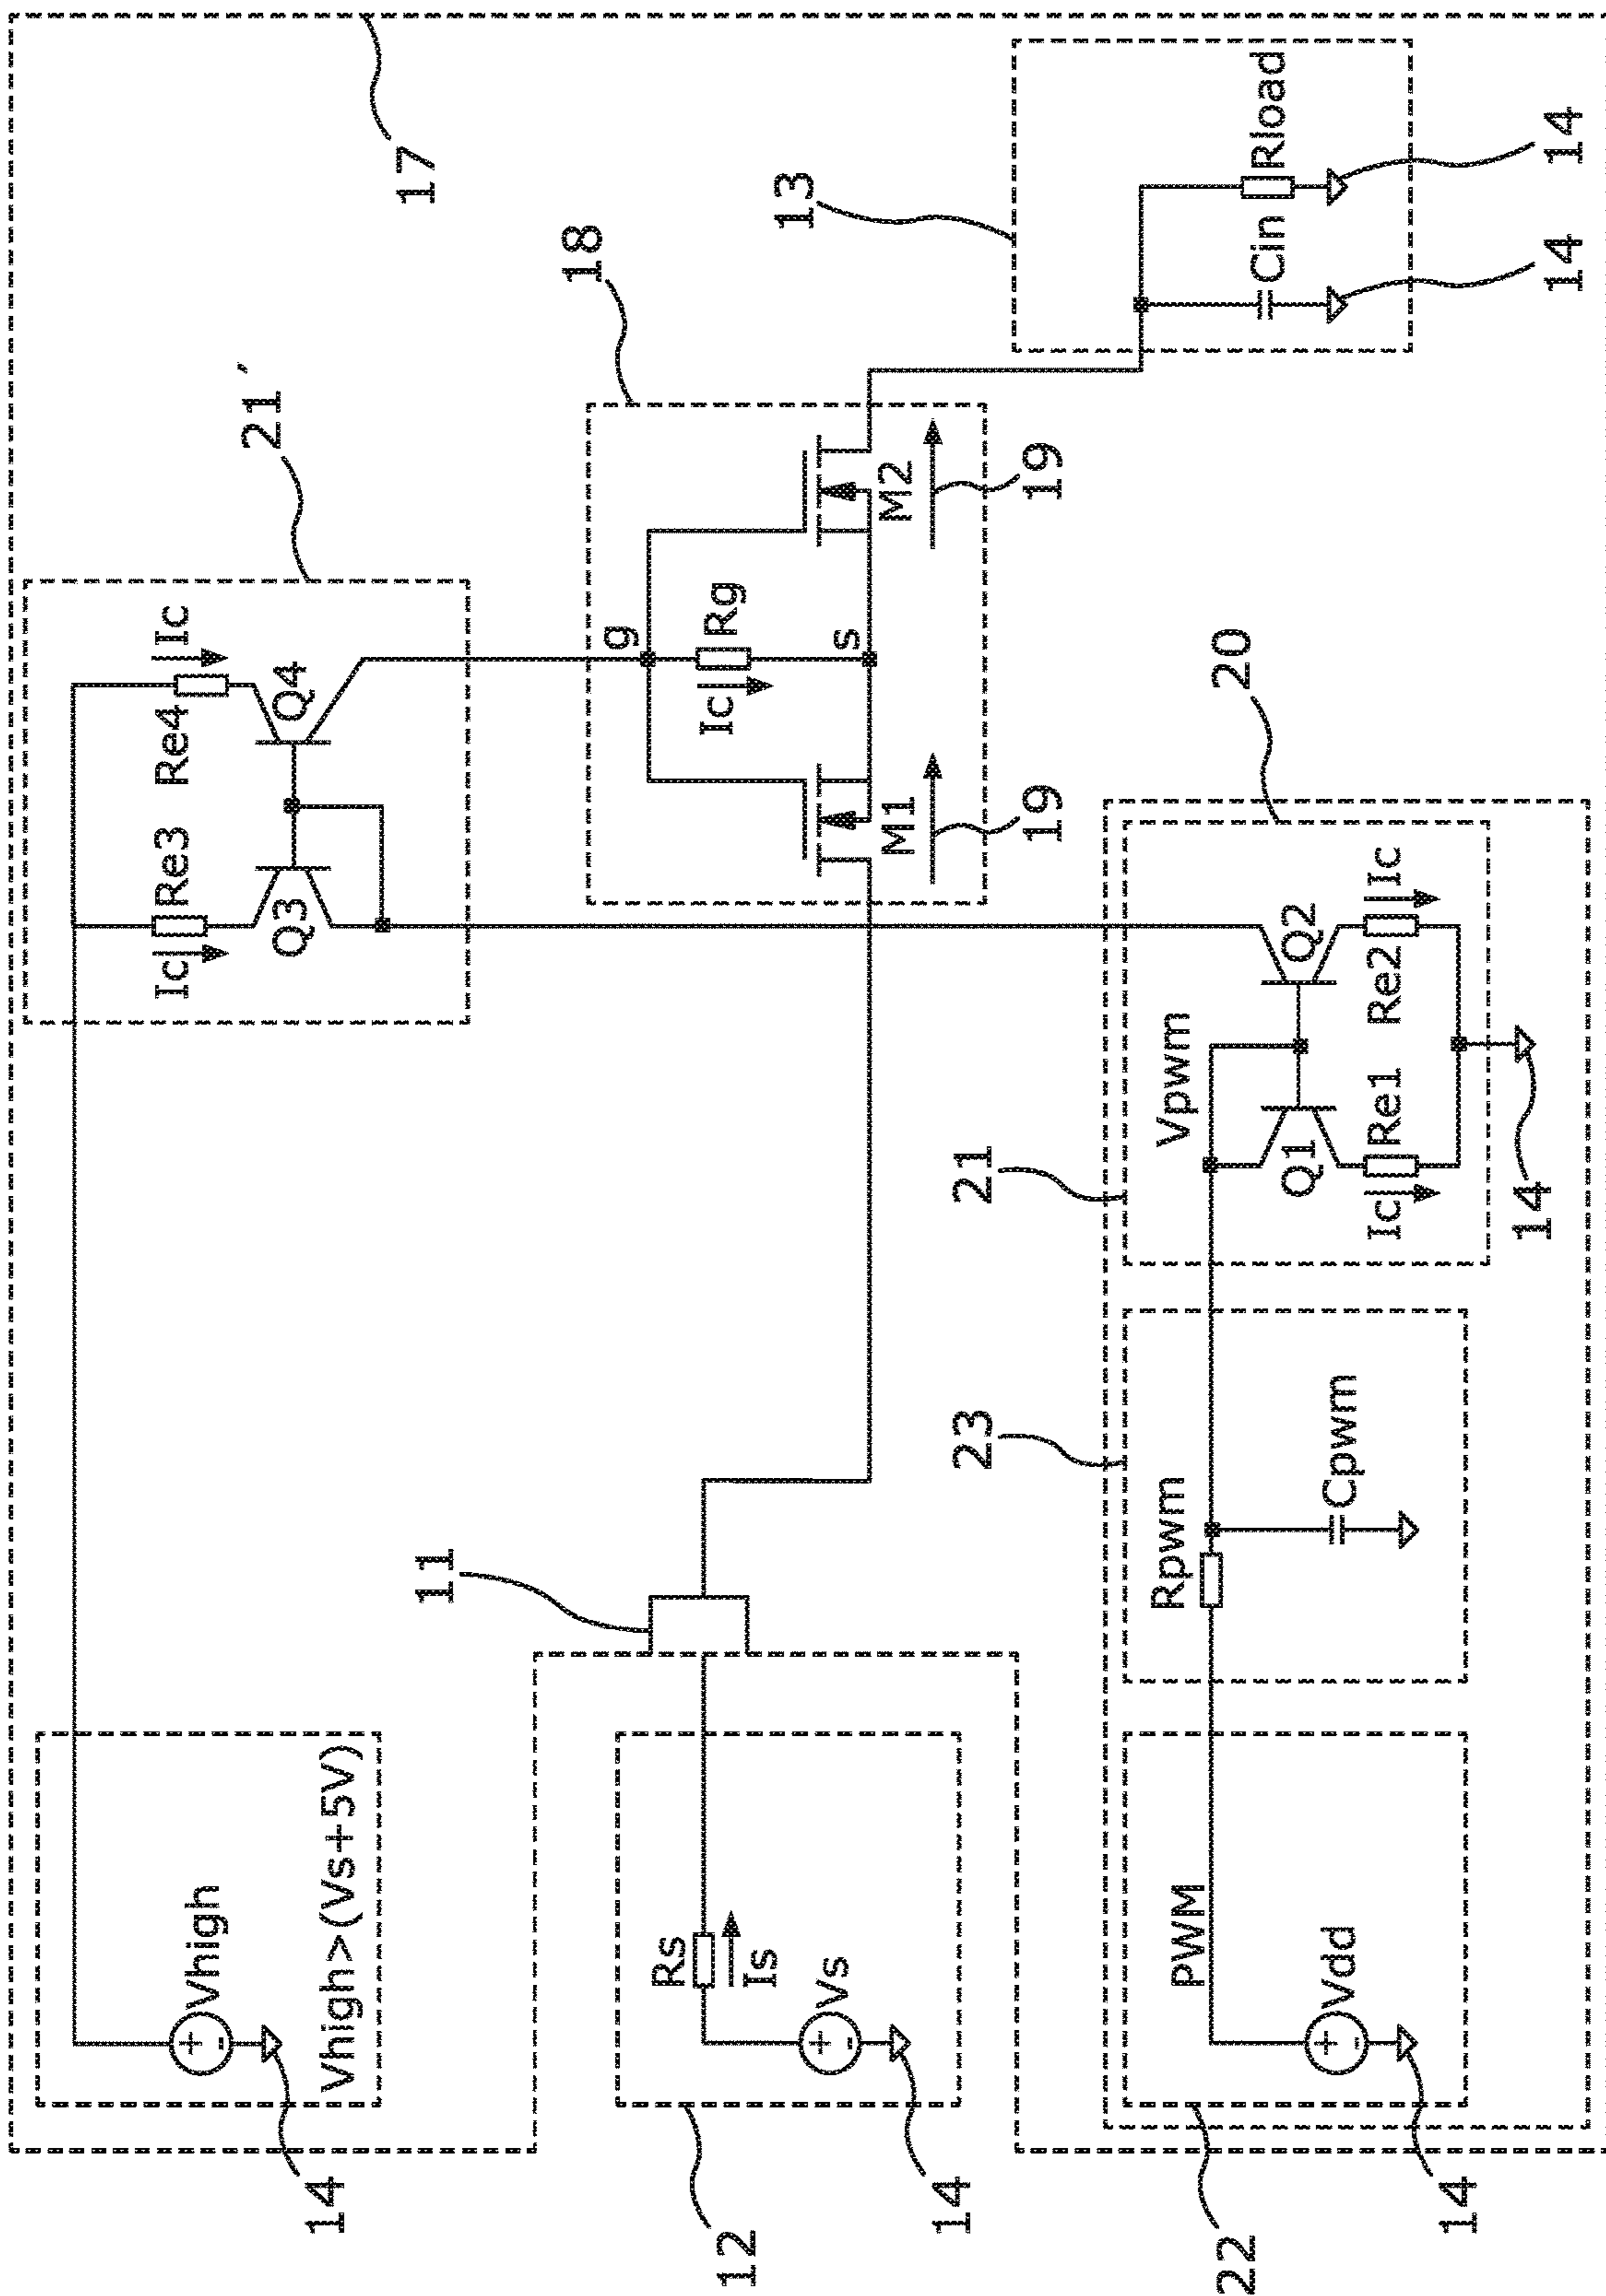 17
21´
Ic
Ic
Re3
Re4
Q3
Q4
Vhigh
Vhigh>(Vs+5V)
14
18
g
Rg
Ic
s
M1
M2
19
19
13
Cin
Rload
14
14
11
Rs
Is
Vs
12
14
20
21
23
Vpwm
Q1
Q2
Ic
Re1
Re2
Ic
14
Rpwm
Cpwm
PWM
Vdd
22
14